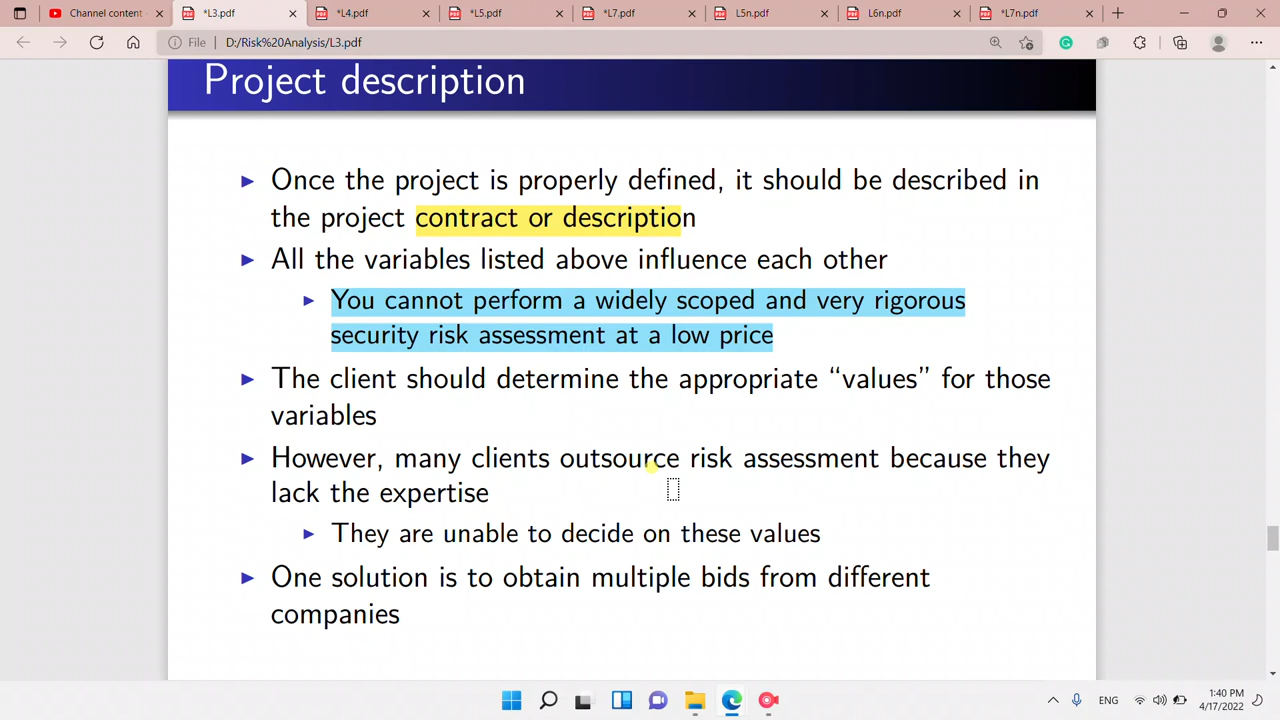 Channel content
*L3.pdf
*L4.pdf
*L5.pdf
*L7.pdf
L5n.pdf
L6n.pdf
*L7n.pdf
File
D:/Risk%20Analysis/L3.pdf
Project description
Once the project is properly defined, it should be described in
the project contract or description
All the variables listed above influence each other
You cannot perform a widely scoped and very rigorous
security risk assessment at a low price
The client should determine the appropriate “values” for those
variables
However, many clients outsource risk assessment because they
lack the expertise
They are unable to decide on these values
One solution is to obtain multiple bids from different
companies
ENG
1:40 PM
4/17/2022